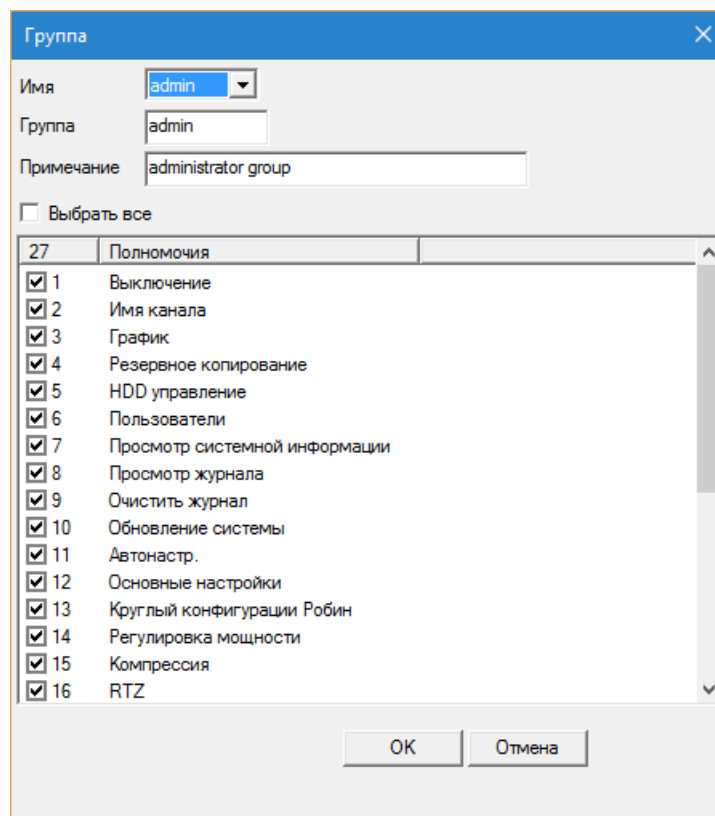 Группа
Имя admin
Группа admin
Примечание administrator group
Выбрать все
27 Полномочия
1 Выключение
2 Имя канала
3 График
4 Резервное копирование
5 HDD управление
6 Пользователи
7 Просмотр системной информации
8 Просмотр журнала
9 Очистить журнал
10 Обновление системы
11 Автонастр.
12 Основные настройки
13 Круглый конфигурации Робин
14 Регулировка мощности
15 Компрессия
16 RTZ
OK Отмена